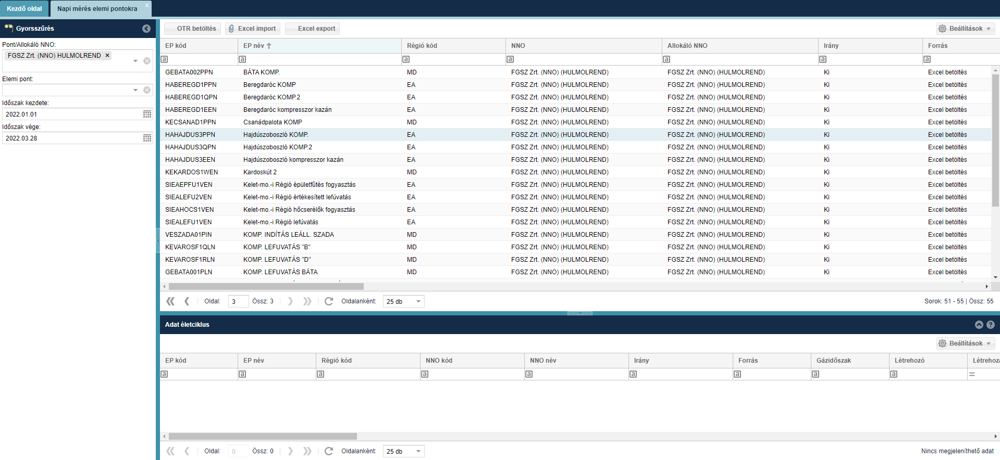 Kezdő oldal
Napi mérés elemi pontokra
Gyorsszűrés
Pont/Allokáló NNO:
FGSZ Zrt. (NNO) HULMOLREND
Elemi pont:
Időszak kezdete:
2022.01.01
Időszak vége:
2022.03.28
OTR betöltés Excel import Excel export Beállítások
EP kód EP név Régió kód NNO Allokáló NNO Irány Forrás
GEBATA002PPN BÁTA KOMP. MD FGSZ Zrt. (NNO) (HULMOLREND) FGSZ Zrt. (NNO) (HULMOLREND) Ki Excel betöltés
HABEREGD1PPN Beregdaróc KOMP EA FGSZ Zrt. (NNO) (HULMOLREND) FGSZ Zrt. (NNO) (HULMOLREND) Ki Excel betöltés
HABEREGD1QPN Beregdaróc KOMP.2 EA FGSZ Zrt. (NNO) (HULMOLREND) FGSZ Zrt. (NNO) (HULMOLREND) Ki Excel betöltés
HABEREGD1EEN Beregdaróc kompresszor kazán EA FGSZ Zrt. (NNO) (HULMOLREND) FGSZ Zrt. (NNO) (HULMOLREND) Ki Excel betöltés
KECSANAD1PPN Csanádpalota KOMP MD FGSZ Zrt. (NNO) (HULMOLREND) FGSZ Zrt. (NNO) (HULMOLREND) Ki Excel betöltés
HAHAJDUS3PPN Hajdúszoboszló KOMP. EA FGSZ Zrt. (NNO) (HULMOLREND) FGSZ Zrt. (NNO) (HULMOLREND) Ki Excel betöltés
HAHAJDUS3QPN Hajdúszoboszló KOMP.2 EA FGSZ Zrt. (NNO) (HULMOLREND) FGSZ Zrt. (NNO) (HULMOLREND) Ki Excel betöltés
HAHAJDUS3EEN Hajdúszoboszló kompresszor kazán EA FGSZ Zrt. (NNO) (HULMOLREND) FGSZ Zrt. (NNO) (HULMOLREND) Ki Excel betöltés
KEKARDOS1WEN Kardoskút 2 MD FGSZ Zrt. (NNO) (HULMOLREND) FGSZ Zrt. (NNO) (HULMOLREND) Ki Excel betöltés
SIEAEPFU1VEN Kelet-mo.-i Régió épületfűtés fogyasztás EA FGSZ Zrt. (NNO) (HULMOLREND) FGSZ Zrt. (NNO) (HULMOLREND) Ki Excel betöltés
SIEALEFU2VEN Kelet-mo.-i Régió értékesített lefúvatás EA FGSZ Zrt. (NNO) (HULMOLREND) FGSZ Zrt. (NNO) (HULMOLREND) Ki Excel betöltés
SIEAHOCS1VEN Kelet-mo.-i Régió hőcserélők fogyasztás EA FGSZ Zrt. (NNO) (HULMOLREND) FGSZ Zrt. (NNO) (HULMOLREND) Ki Excel betöltés
SIEALEFU1VEN Kelet-mo.-i Régió lefúvatás EA FGSZ Zrt. (NNO) (HULMOLREND) FGSZ Zrt. (NNO) (HULMOLREND) Ki Excel betöltés
VESZADA01PIN KOMP. INDÍTÁS LEÁLL. SZADA MD FGSZ Zrt. (NNO) (HULMOLREND) FGSZ Zrt. (NNO) (HULMOLREND) Ki Excel betöltés
KEVAROSF1QLN KOMP. LEFUVATÁS "B" MD FGSZ Zrt. (NNO) (HULMOLREND) FGSZ Zrt. (NNO) (HULMOLREND) Ki Excel betöltés
KEVAROSF1RLN KOMP. LEFUVATÁS "D" MD FGSZ Zrt. (NNO) (HULMOLREND) FGSZ Zrt. (NNO) (HULMOLREND) Ki Excel betöltés
GEBATA001PLN KOMP. LEFUVATÁS BÁTA MD FGSZ Zrt. (NNO) (HULMOLREND) FGSZ Zrt. (NNO) (HULMOLREND) Ki Excel betöltés
Oldal: 3 Össz: 3 Oldalanként: 25 db Sorok: 51 - 55 | Össz: 55
Adat életciklus
Beállítások
EP kód EP név Régió kód NNO kód NNO név Irány Forrás Gázidőszak Létrehozó Létrehozá
Oldal: 0 Össz: 0 Oldalanként: 25 db Nincs megjeleníthető adat